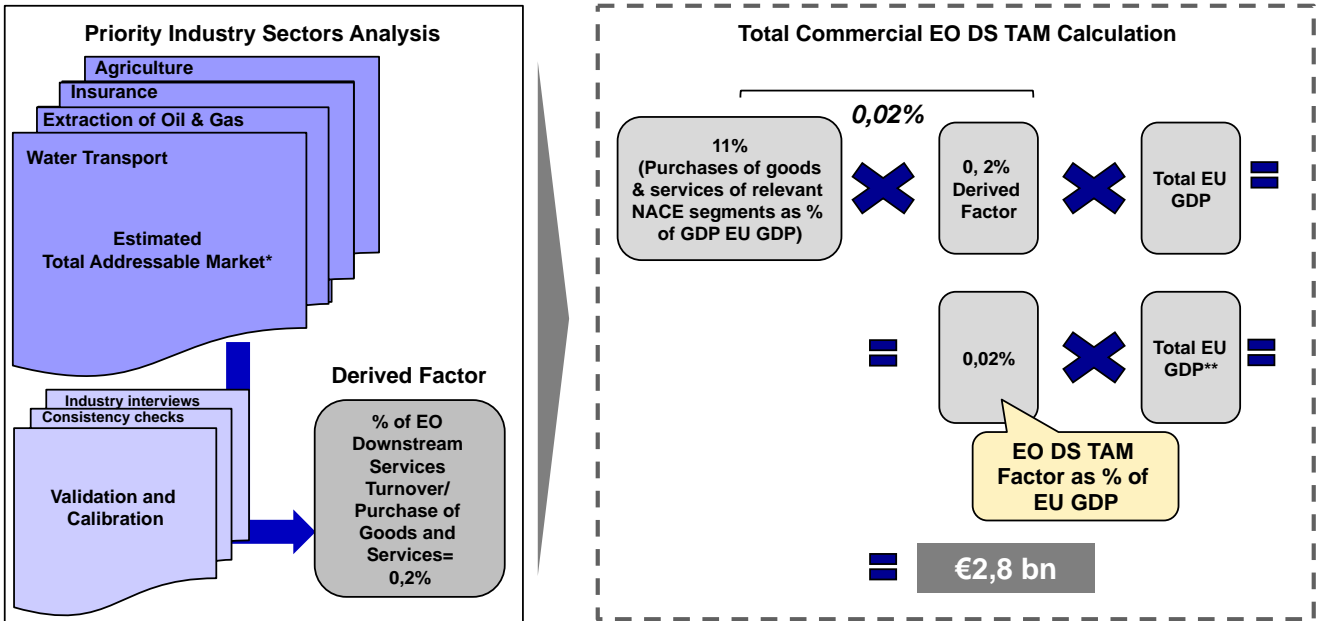 Priority Industry Sectors Analysis
Agriculture
Insurance
Extraction of Oil & Gas
Water Transport
Estimated
Total Addressable Market*
Industry interviews
Consistency checks
Validation and
Calibration
Derived Factor
% of EO
Downstream
Services
Turnover/
Purchase of
Goods and
Services=
0,2%
Total Commercial EO DS TAM Calculation
0,02%
11%
(Purchases of goods
& services of relevant
NACE segments as %
of GDP EU GDP)
0, 2%
Derived
Factor
Total EU
GDP
=
=
0,02%
Total EU
GDP**
=
EO DS TAM
Factor as % of
EU GDP
=
€2,8 bn